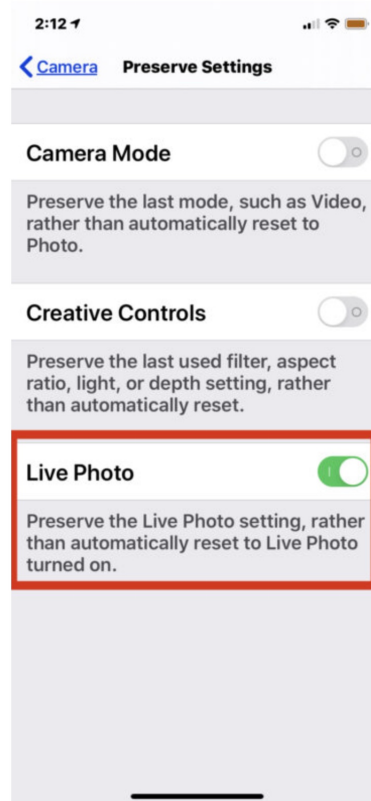 2:12
Camera Preserve Settings
Camera Mode
Preserve the last mode, such as Video,
rather than automatically reset to
Photo.
Creative Controls
Preserve the last used filter, aspect
ratio, light, or depth setting, rather
than automatically reset.
Live Photo
Preserve the Live Photo setting, rather
than automatically reset to Live Photo
turned on.